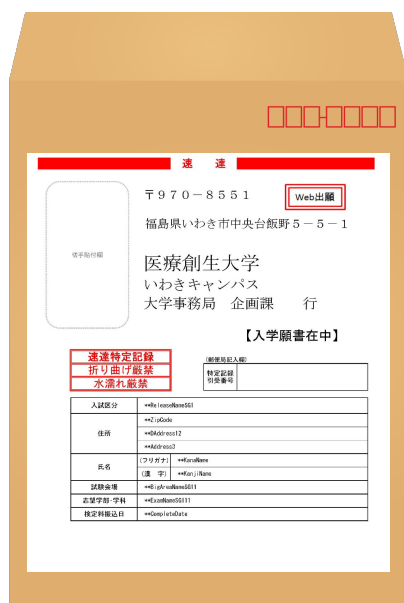 速 達
〒970-8551
Web出願
福島県いわき市中央台飯野5-5-1
切手貼付欄
医療創生大学
いわきキャンパス
大学事務局 企画課 行
【入学願書在中】
速達特定記録
折り曲げ厳禁
水濡れ厳禁
(郵便局記入欄)
特定記録
引受番号
入試区分 **ReleaseNameSG1
住所 **ZipCode
**DAddress12
**Address3
氏名 (フリガナ) **KanaName
(漢 字) **KanjiName
試験会場 **BigAreaNameSG11
志望学部・学科 **ExamNameSG111
検定料振込日 **CompleteDate